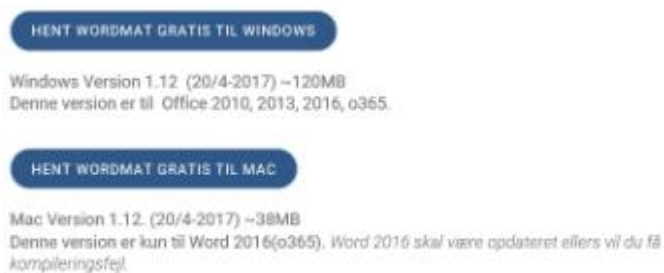 HENT WORDMAT GRATIS TIL WINDOWS
Windows Version 1.12 (20/4-2017) ~120MB
Denne version er til Office 2010, 2013, 2016, o365.
HENT WORDMAT GRATIS TIL MAC
Mac Version 1.12. (20/4-2017) ~38MB
Denne version er kun til Word 2016(o365). Word 2016 skal være opdateret ellers vil du få
kompileringsfejl.